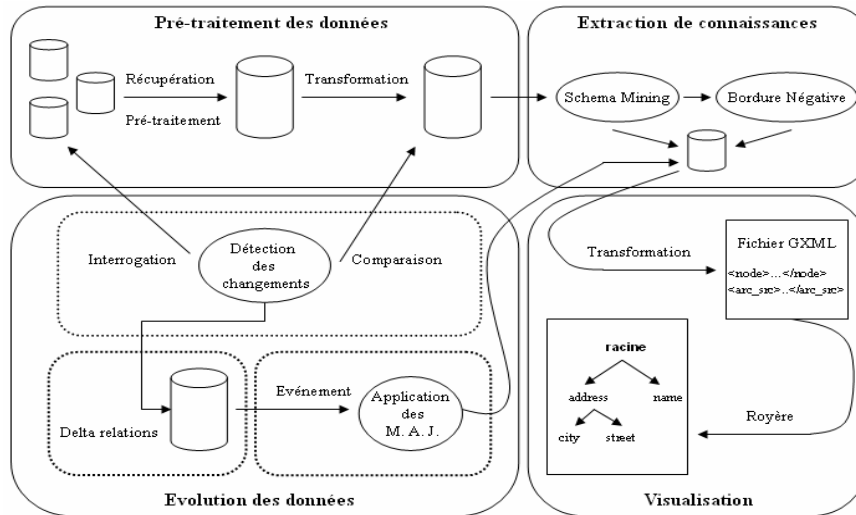 Pré-traitement des données
Récupération
Pré-traitement
Transformation
Extraction de connaissances
Schema Mining
Bordure Négative
Interrogation
Détection
des
changements
Comparaison
Delta relations
Evénement
Application
des
M. A. J.
Evolution des données
Transformation
Fichier GXML
<node>...</node>
<arc_src>..</arc_src>
racine
address
name
city
street
Royère
Visualisation